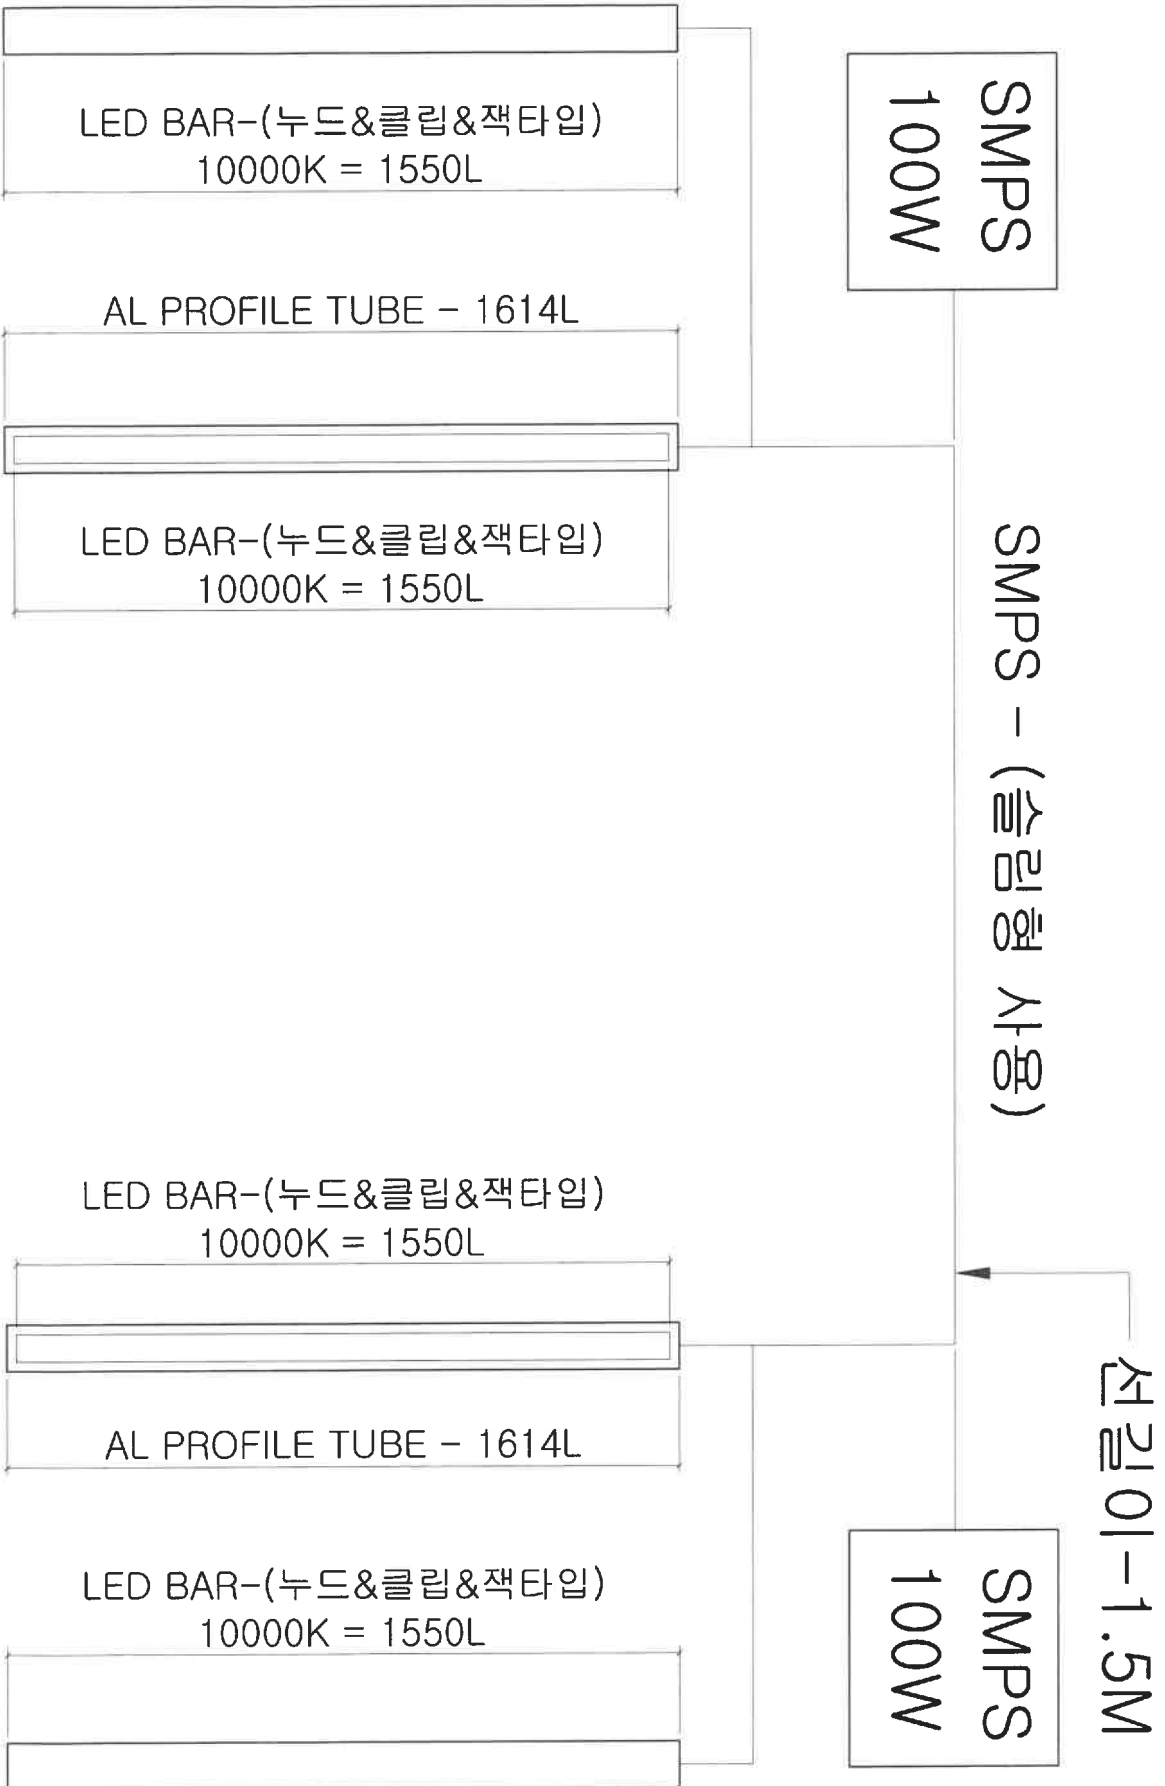 LED BAR-(누드&클립&잭타입)
10000K = 1550L
SMPS
100W
AL PROFILE TUBE - 1614L
LED BAR-(누드&클립&잭타입)
10000K = 1550L
SMPS - (슬림형 사용)
LED BAR-(누드&클립&잭타입)
10000K = 1550L
선길이-1.5M
AL PROFILE TUBE - 1614L
LED BAR-(누드&클립&잭타입)
10000K = 1550L
SMPS
100W